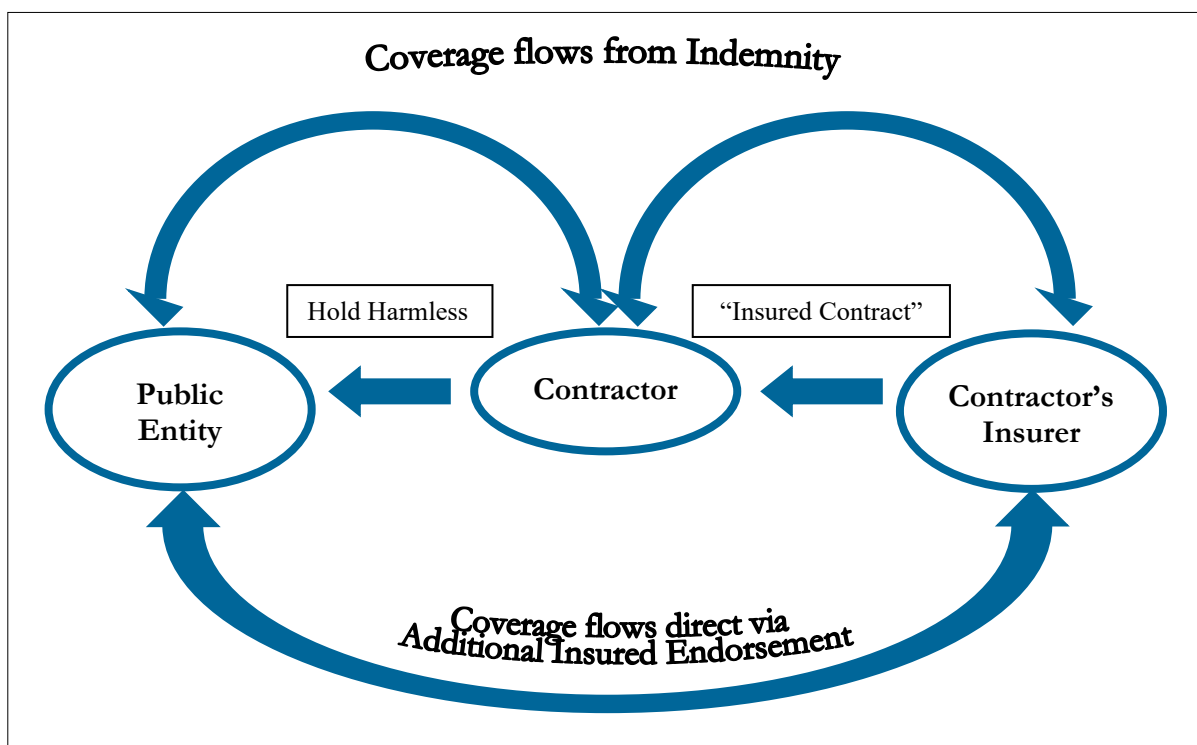 Coverage flows from Indemnity
Hold Harmless
“Insured Contract”
Public
Entity
Contractor
Contractor’s
Insurer
Coverage flows direct via
Additional Insured Endorsement